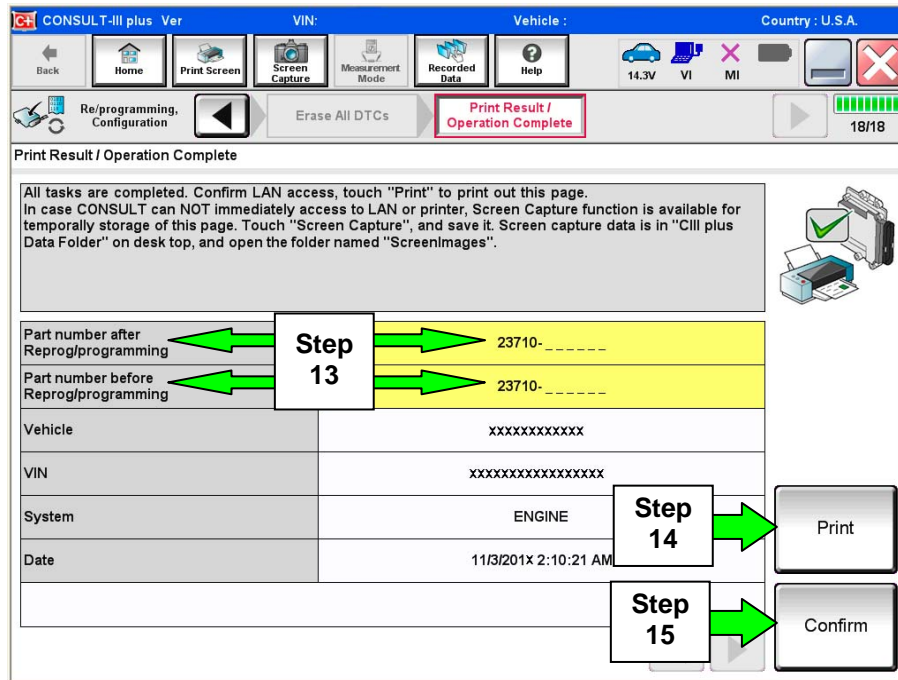 C+ CONSULT-III plus Ver VIN: Vehicle : Country : U.S.A.
Back
Home
Print Screen
Screen
Capture
Measurement
Mode
Recorded
Data
Help
14.3V
VI
MI
Re/programming,
Configuration
Erase All DTCs
Print Result /
Operation Complete
18/18
Print Result / Operation Complete
All tasks are completed. Confirm LAN access, touch "Print" to print out this page.
In case CONSULT can NOT immediately access to LAN or printer, Screen Capture function is available for
temporally storage of this page. Touch "Screen Capture", and save it. Screen capture data is in "CIII plus
Data Folder" on desk top, and open the folder named "ScreenImages".
Part number after
Reprog/programming
23710-______
Step
13
Part number before
Reprog/programming
23710-______
Vehicle
xxxxxxxxxxxx
VIN
xxxxxxxxxxxxxxxxx
System
ENGINE
Step
14
Print
Date
11/3/201x 2:10:21 AM
Step
15
Confirm